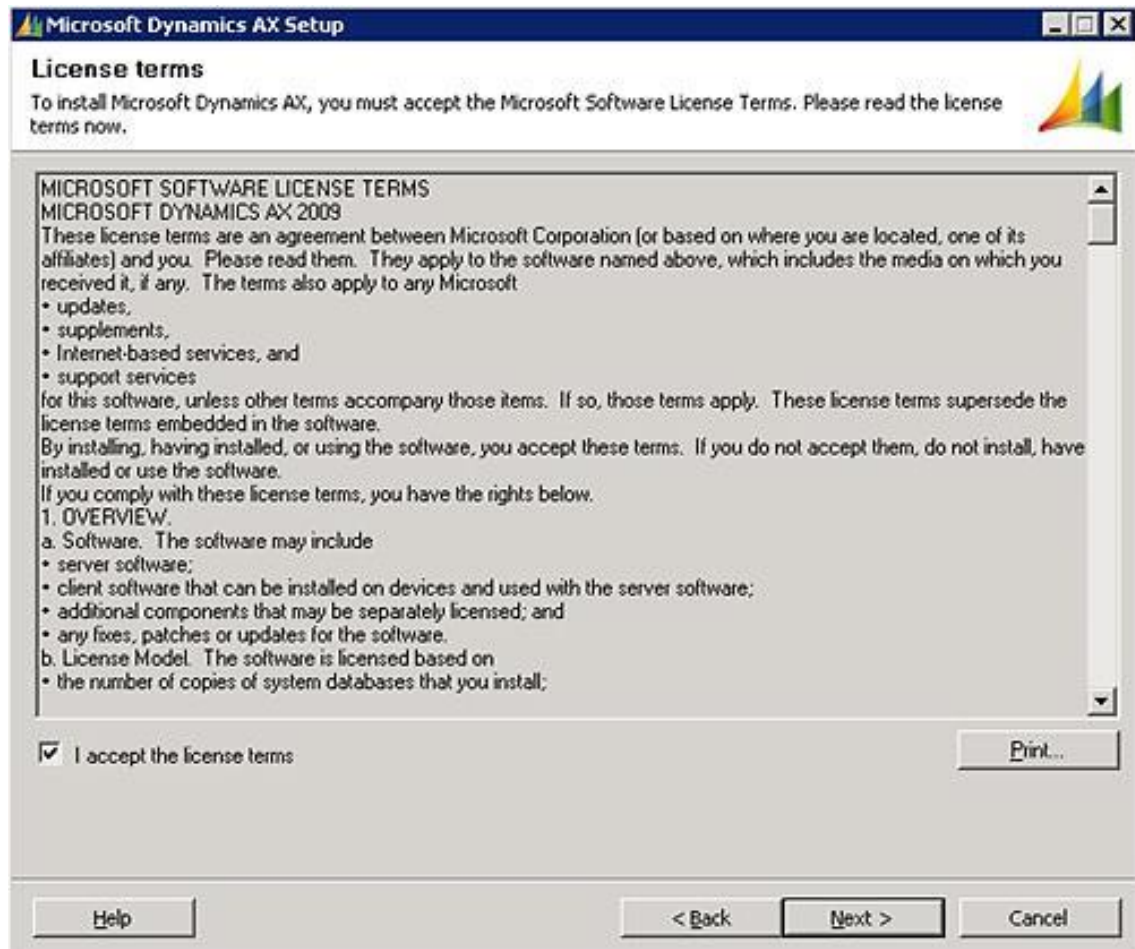 Microsoft Dynamics AX Setup
License terms
To install Microsoft Dynamics AX, you must accept the Microsoft Software License Terms. Please read the license
terms now.
MICROSOFT SOFTWARE LICENSE TERMS
MICROSOFT DYNAMICS AX 2009
These license terms are an agreement between Microsoft Corporation (or based on where you are located, one of its
affiliates) and you. Please read them. They apply to the software named above, which includes the media on which you
received it, if any. The terms also apply to any Microsoft
• updates,
• supplements,
• Internet-based services, and
• support services
for this software, unless other terms accompany those items. If so, those terms apply. These license terms supersede the
license terms embedded in the software.
By installing, having installed, or using the software, you accept these terms. If you do not accept them, do not install, have
installed or use the software.
If you comply with these license terms, you have the rights below.
1. OVERVIEW.
a. Software. The software may include
• server software;
• client software that can be installed on devices and used with the server software;
• additional components that may be separately licensed; and
• any fixes, patches or updates for the software.
b. License Model. The software is licensed based on
• the number of copies of system databases that you install;
I accept the license terms
Print...
Help
< Back
Next >
Cancel